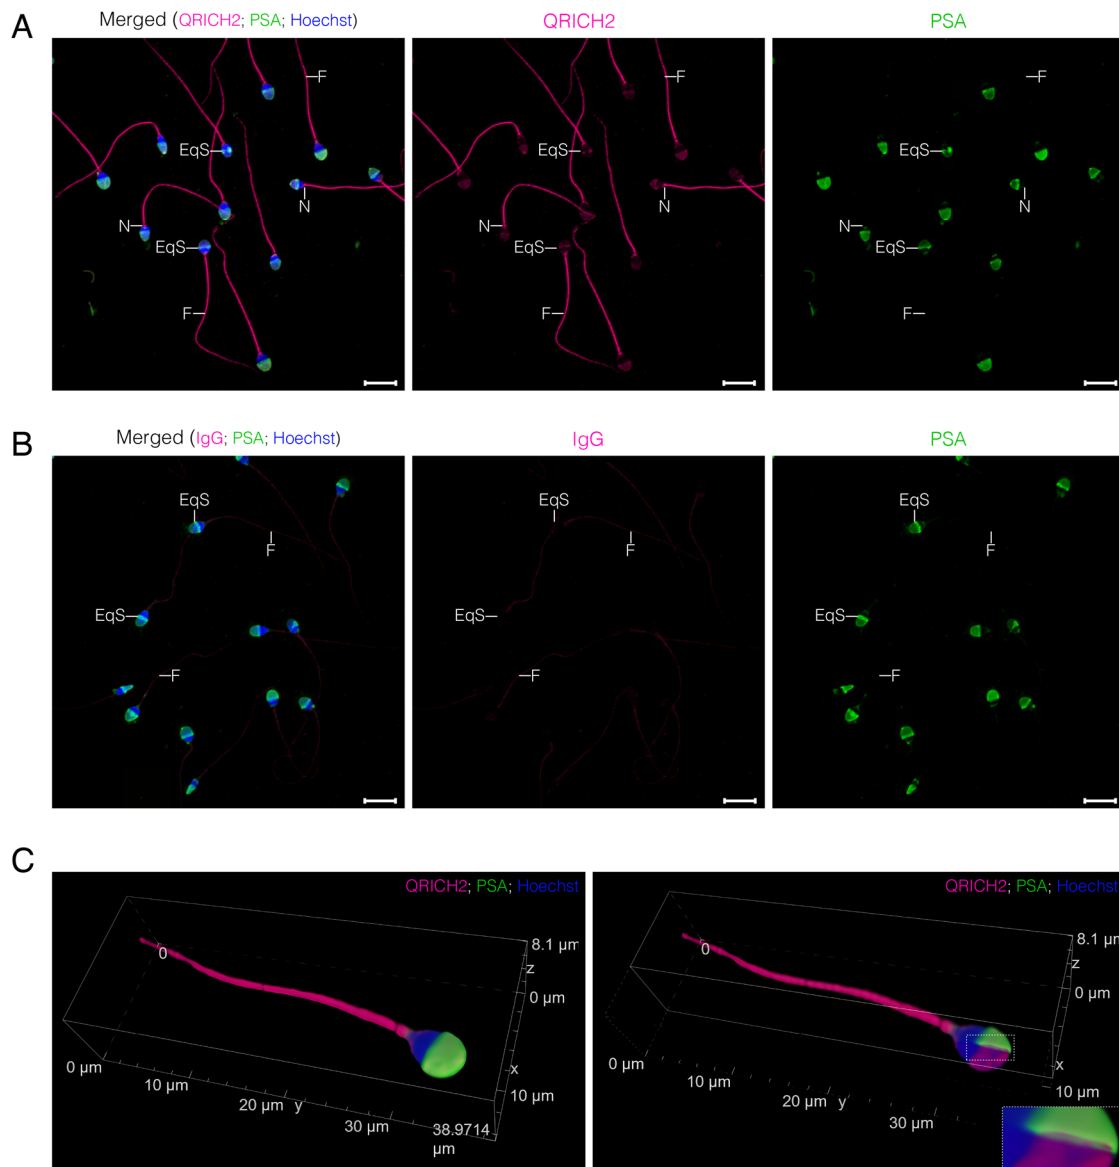 A
Merged (QRICH2; PSA; Hoechst)
QRICH2
PSA
F
EqS
N
N
EqS
F
F
EqS
N
N
EqS
F
F
EqS
N
N
EqS
F
B
Merged (IgG; PSA; Hoechst)
IgG
PSA
EqS
F
EqS
F
EqS
F
EqS
F
EqS
F
EqS
F
C
QRICH2; PSA; Hoechst
8.1 µm
z
0 µm
0
x
0 µm
10 µm
10 µm
20 µm y
30 µm
38.9714
µm
QRICH2; PSA; Hoechst
8.1 µm
z
0 µm
0
x
0 µm
10 µm
10 µm
20 µm y
30 µm